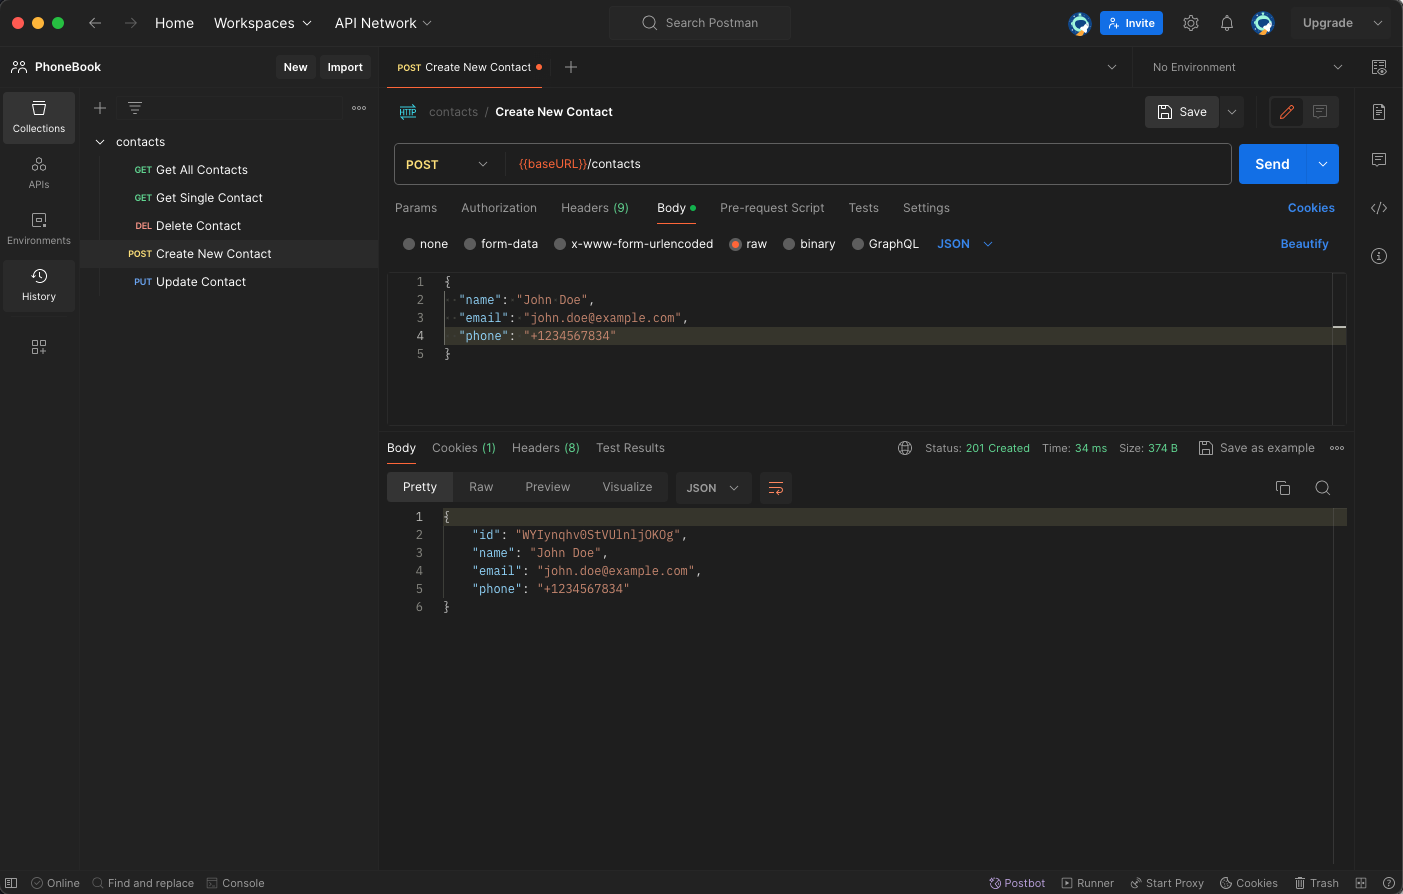 Home Workspaces API Network Search Postman Invite Upgrade
PhoneBook New Import POST Create New Contact No Environment
Collections
APIs
Environments
History
contacts
GET Get All Contacts
GET Get Single Contact
DEL Delete Contact
POST Create New Contact
PUT Update Contact
HTTP contacts / Create New Contact Save
POST {{baseURL}}/contacts Send
Params Authorization Headers (9) Body Pre-request Script Tests Settings Cookies
none form-data x-www-form-urlencoded raw binary GraphQL JSON Beautify
1 {
2 "name": "John Doe",
3 "email": "john.doe@example.com",
4 "phone": "+1234567834"
5 }
Body Cookies (1) Headers (8) Test Results Status: 201 Created Time: 34 ms Size: 374 B Save as example
Pretty Raw Preview Visualize JSON
1 {
2 "id": "WYIynqhv0StVUlnljOKOg",
3 "name": "John Doe",
4 "email": "john.doe@example.com",
5 "phone": "+1234567834"
6 }
Online Find and replace Console Postbot Runner Start Proxy Cookies Trash